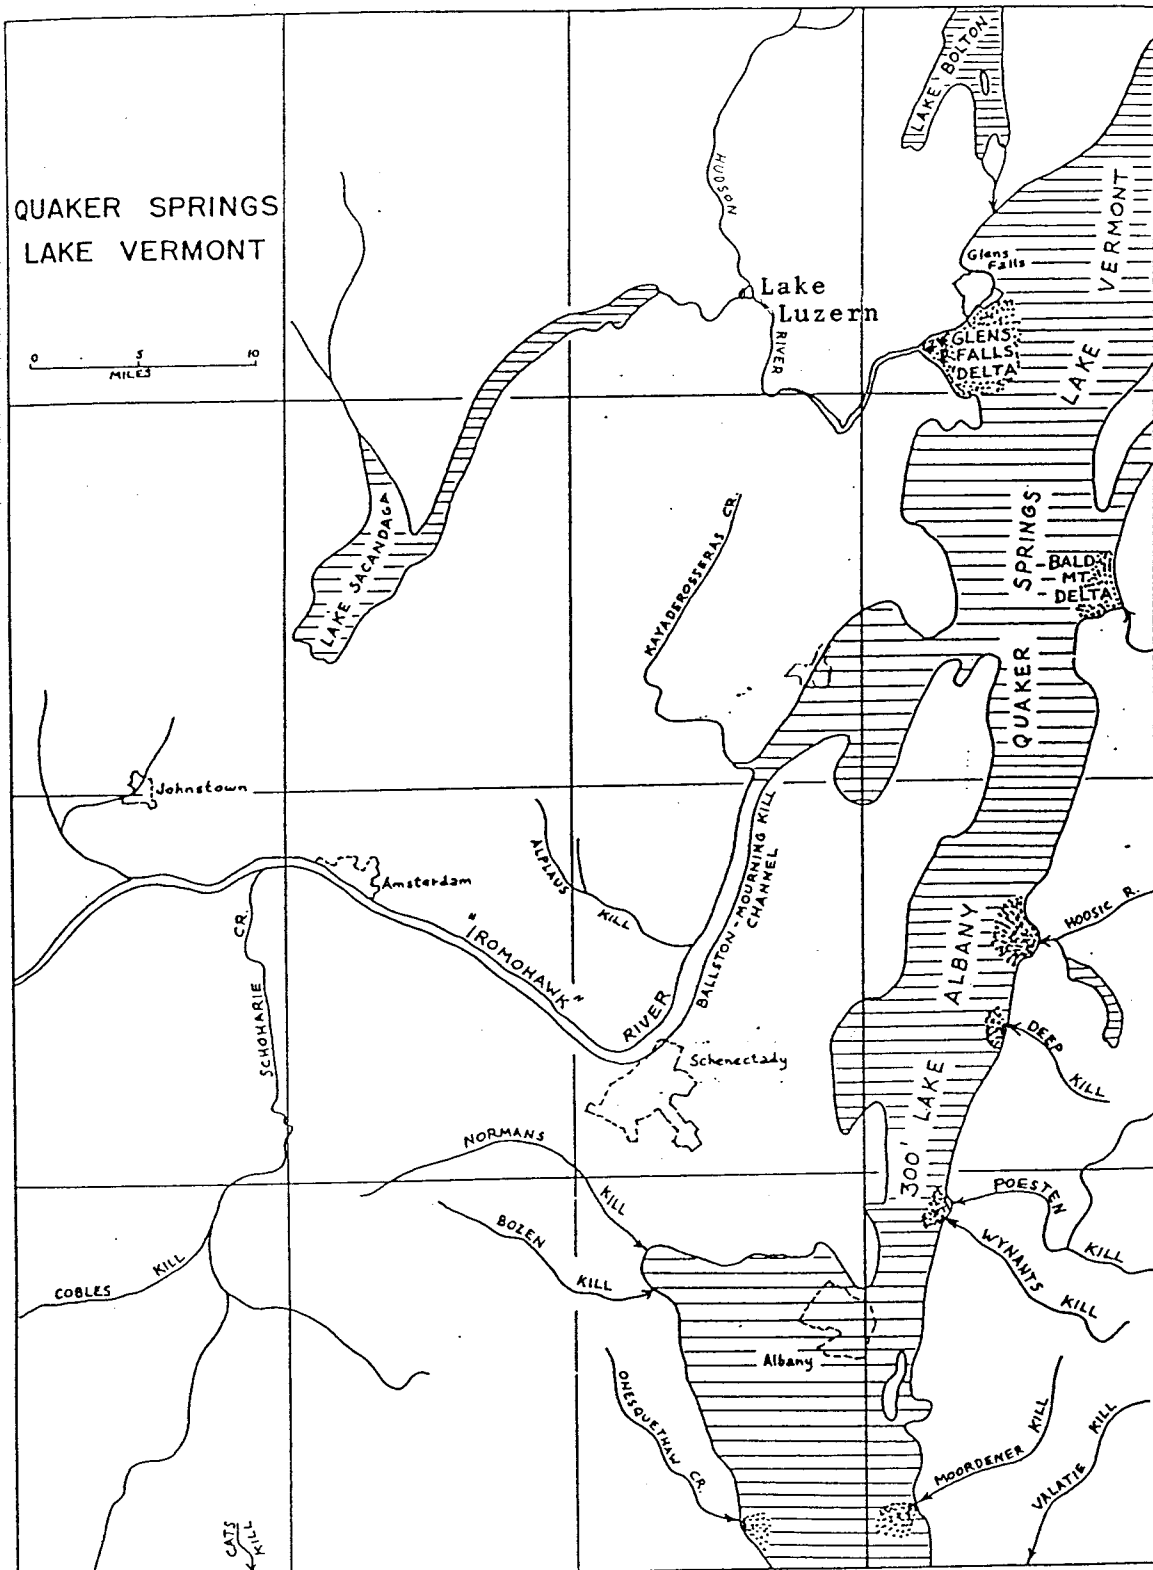 LAKE BOLTON
HUDSON
RIVER
QUAKER SPRINGS
LAKE VERMONT
0 5 10
MILES
Lake
Luzern
Glens
Falls
GLENS
FALLS
DELTA
QUAKER SPRINGS LAKE VERMONT
LAKE SACANDAGA
KAYADEROSSERAS CR.
BALD
MT.
DELTA
Johnstown
Amsterdam
"IROMOHAWK"
RIVER
ALPLAUS KILL
BALLSTON-MOURNING KILL
CHANNEL
SCHOHARIE CR.
Schenectady
300' LAKE ALBANY
HOOSIC R.
DEEP KILL
NORMANS KILL
BOZEN KILL
POESTEN KILL
WYNANTS KILL
COBLES KILL
Albany
ONESQUETHAW CR.
MOORDENER KILL
VALATIE KILL
CATS
KILL